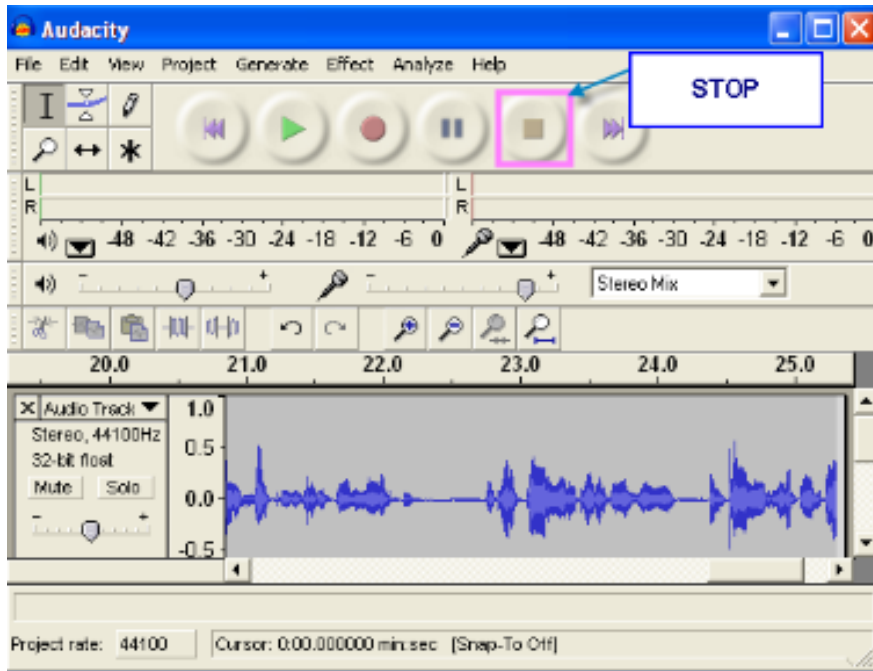 Audacity
File Edit View Project Generate Effect Analyze Help
STOP
L
R
L
R
-48 -42 -36 -30 -24 -18 -12 -6 0
-48 -42 -36 -30 -24 -18 -12 -6 0
Stereo Mix
20.0 21.0 22.0 23.0 24.0 25.0
Audio Track
1.0
Stereo, 44100Hz
0.5
32-bit float
Mute Solo
0.0
- +
-0.5
Project rate: 44100 Cursor: 0:00.000000 min:sec [Snap-To Off]